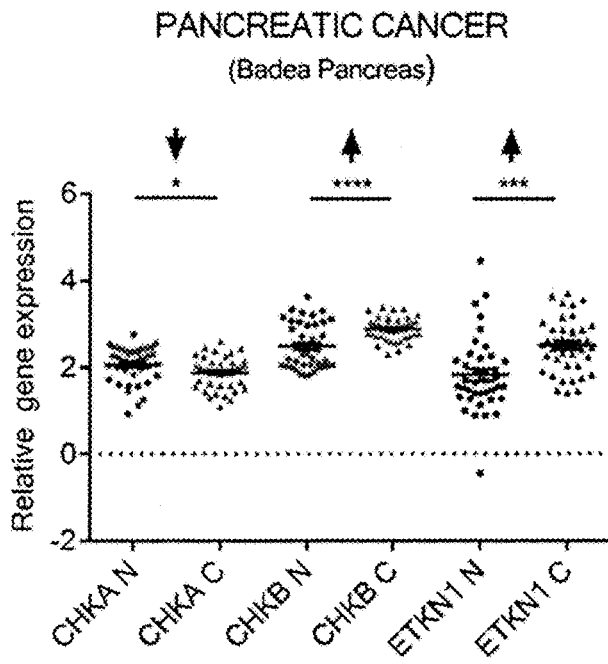 PANCREATIC CANCER
(Badea Pancreas)
* **** ***
Relative gene expression
6
4
2
0
-2
CHKA N
CHKA C
CHKB N
CHKB C
ETKN1 N
ETKN1 C